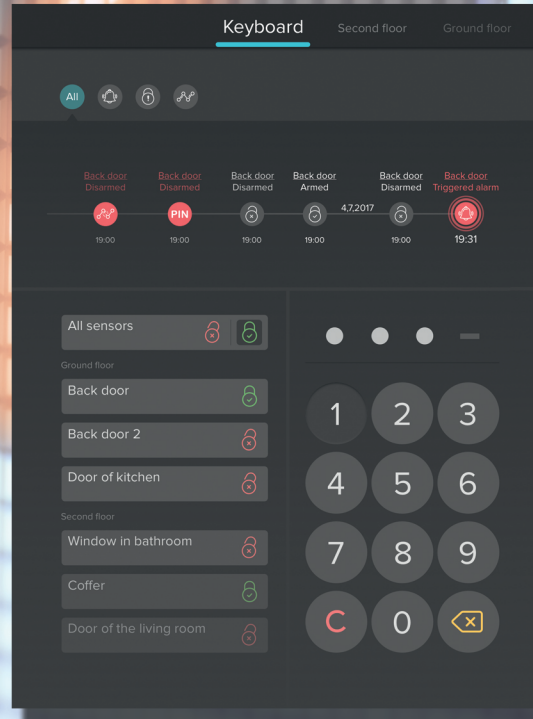 Keyboard Second floor Ground floor
All
Back door Back door Back door Back door Back door Back door
Disarmed Disarmed Disarmed Armed Disarmed Triggered alarm
PIN 4,7,2017
19:00 19:00 19:00 19:00 19:00 19:31
All sensors
Ground floor
Back door
Back door 2
Door of kitchen
Second floor
Window in bathroom
Coffer
Door of the living room
1 2 3
4 5 6
7 8 9
C 0